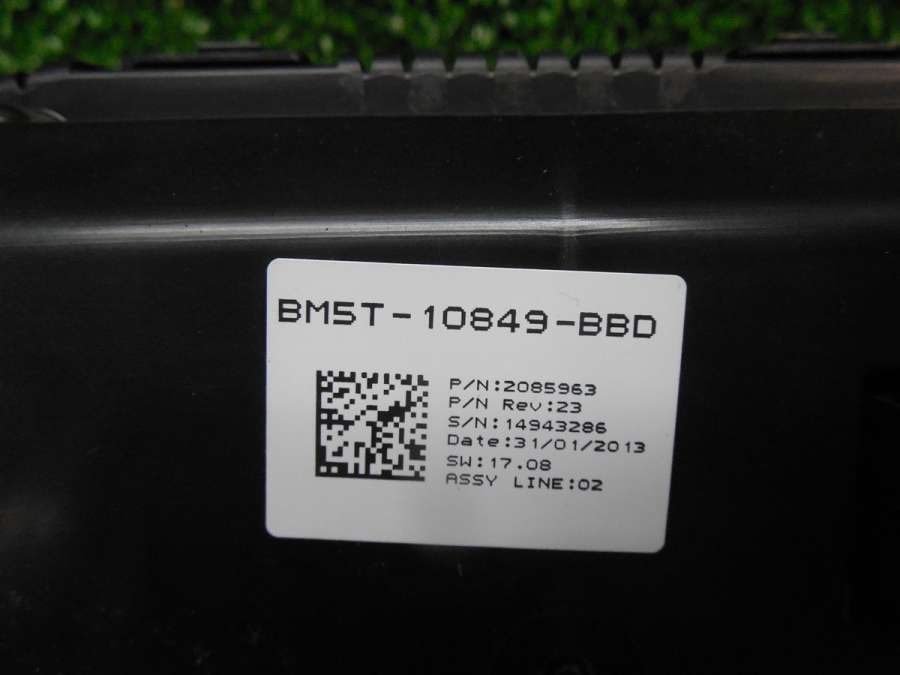 BM5T-10849-BBD
P/N:2085963
P/N Rev:23
S/N:14943286
Date:31/01/2013
SW:17.08
ASSY LINE:02